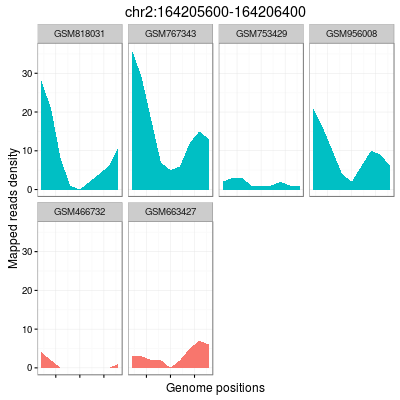 chr2:164205600-164206400
GSM818031 GSM767343 GSM753429 GSM956008
30
20
10
0
GSM466732 GSM663427
30
20
10
0
Mapped reads density
Genome positions